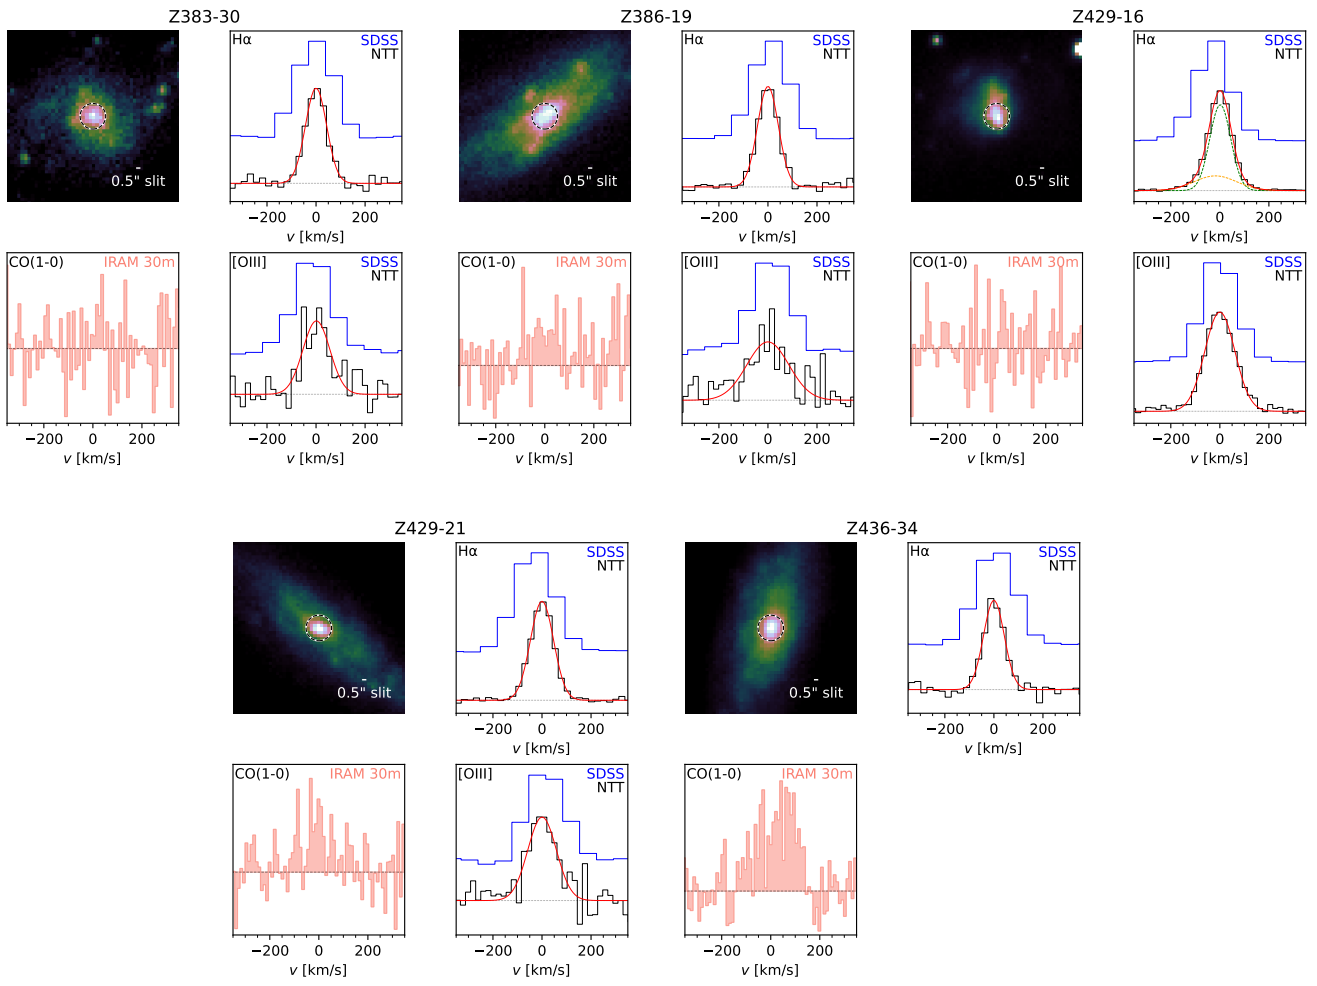 Z383-30
Z386-19
Z429-16
0.5" slit
Hα SDSS
NTT
−200 0 200
v [km/s]
0.5" slit
Hα SDSS
NTT
−200 0 200
v [km/s]
" slit
Hα SDSS
NTT
−200 0 200
v [km/s]
CO(1-0) IRAM 30m
−200 0 200
v [km/s]
[OIII] SDSS
NTT
−200 0 200
v [km/s]
CO(1-0) IRAM 30m
−200 0 200
v [km/s]
[OIII] SDSS
NTT
−200 0 200
v [km/s]
CO(1-0) IRAM 30m
−200 0 200
v [km/s]
[OIII] SDSS
NTT
−200 0 200
v [km/s]
Z429-21
Z436-34
0.5" slit
Hα SDSS
NTT
−200 0 200
v [km/s]
0.5" slit
Hα SDSS
NTT
−200 0 200
v [km/s]
CO(1-0) IRAM 30m
−200 0 200
v [km/s]
[OIII] SDSS
NTT
−200 0 200
v [km/s]
CO(1-0) IRAM 30m
−200 0 200
v [km/s]